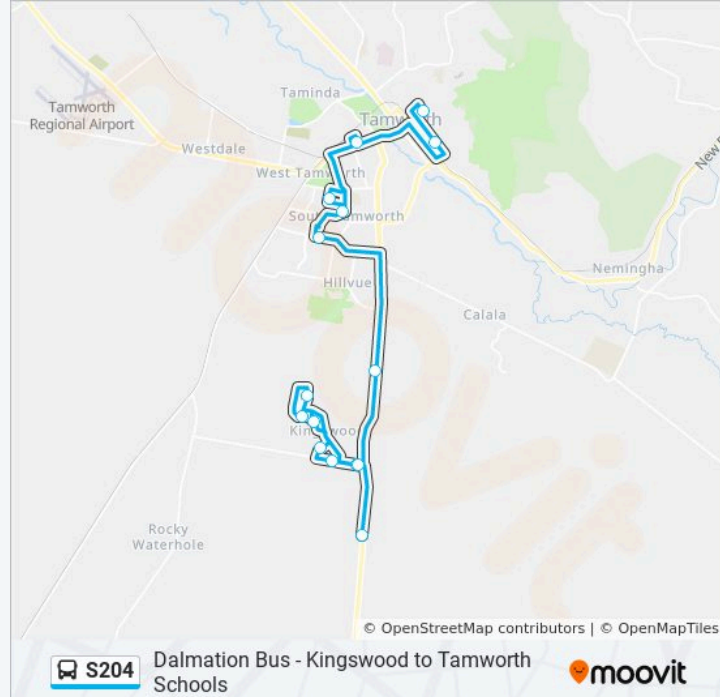 Taminda
Tamworth
Regional Airport
Tamworth
Westdale
West Tamworth
South Tamworth
Nemingha
Hillvue
Calala
Kingswood
Rocky
Waterhole
© OpenStreetMap contributors | © OpenMapTiles
S204
Dalmation Bus - Kingswood to Tamworth
Schools
moovit